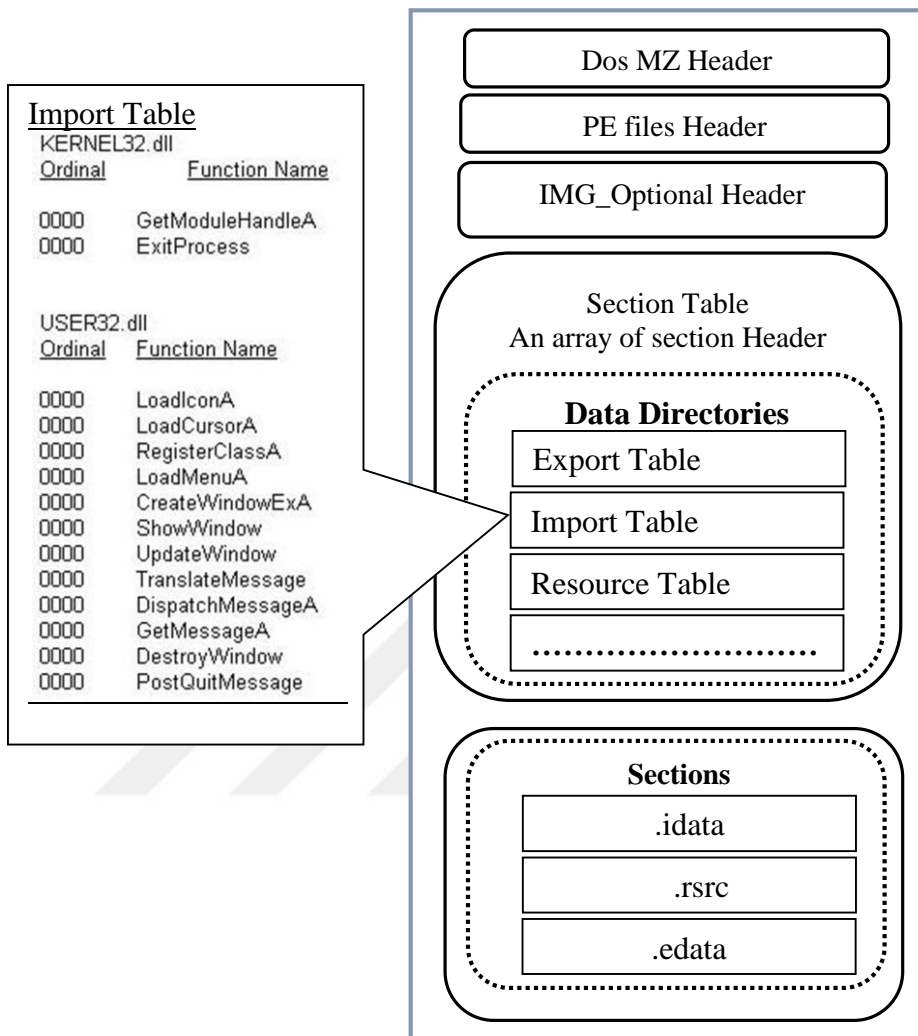 Import Table
KERNEL32.dll
Ordinal Function Name
0000 GetModuleHandleA
0000 ExitProcess
USER32.dll
Ordinal Function Name
0000 LoadIconA
0000 LoadCursorA
0000 RegisterClassA
0000 LoadMenuA
0000 CreateWindowExA
0000 ShowWindow
0000 UpdateWindow
0000 TranslateMessage
0000 DispatchMessageA
0000 GetMessageA
0000 DestroyWindow
0000 PostQuitMessage
Dos MZ Header
PE files Header
IMG_Optional Header
Section Table
An array of section Header
Data Directories
Export Table
Import Table
Resource Table
............................
Sections
.idata
.rsrc
.edata